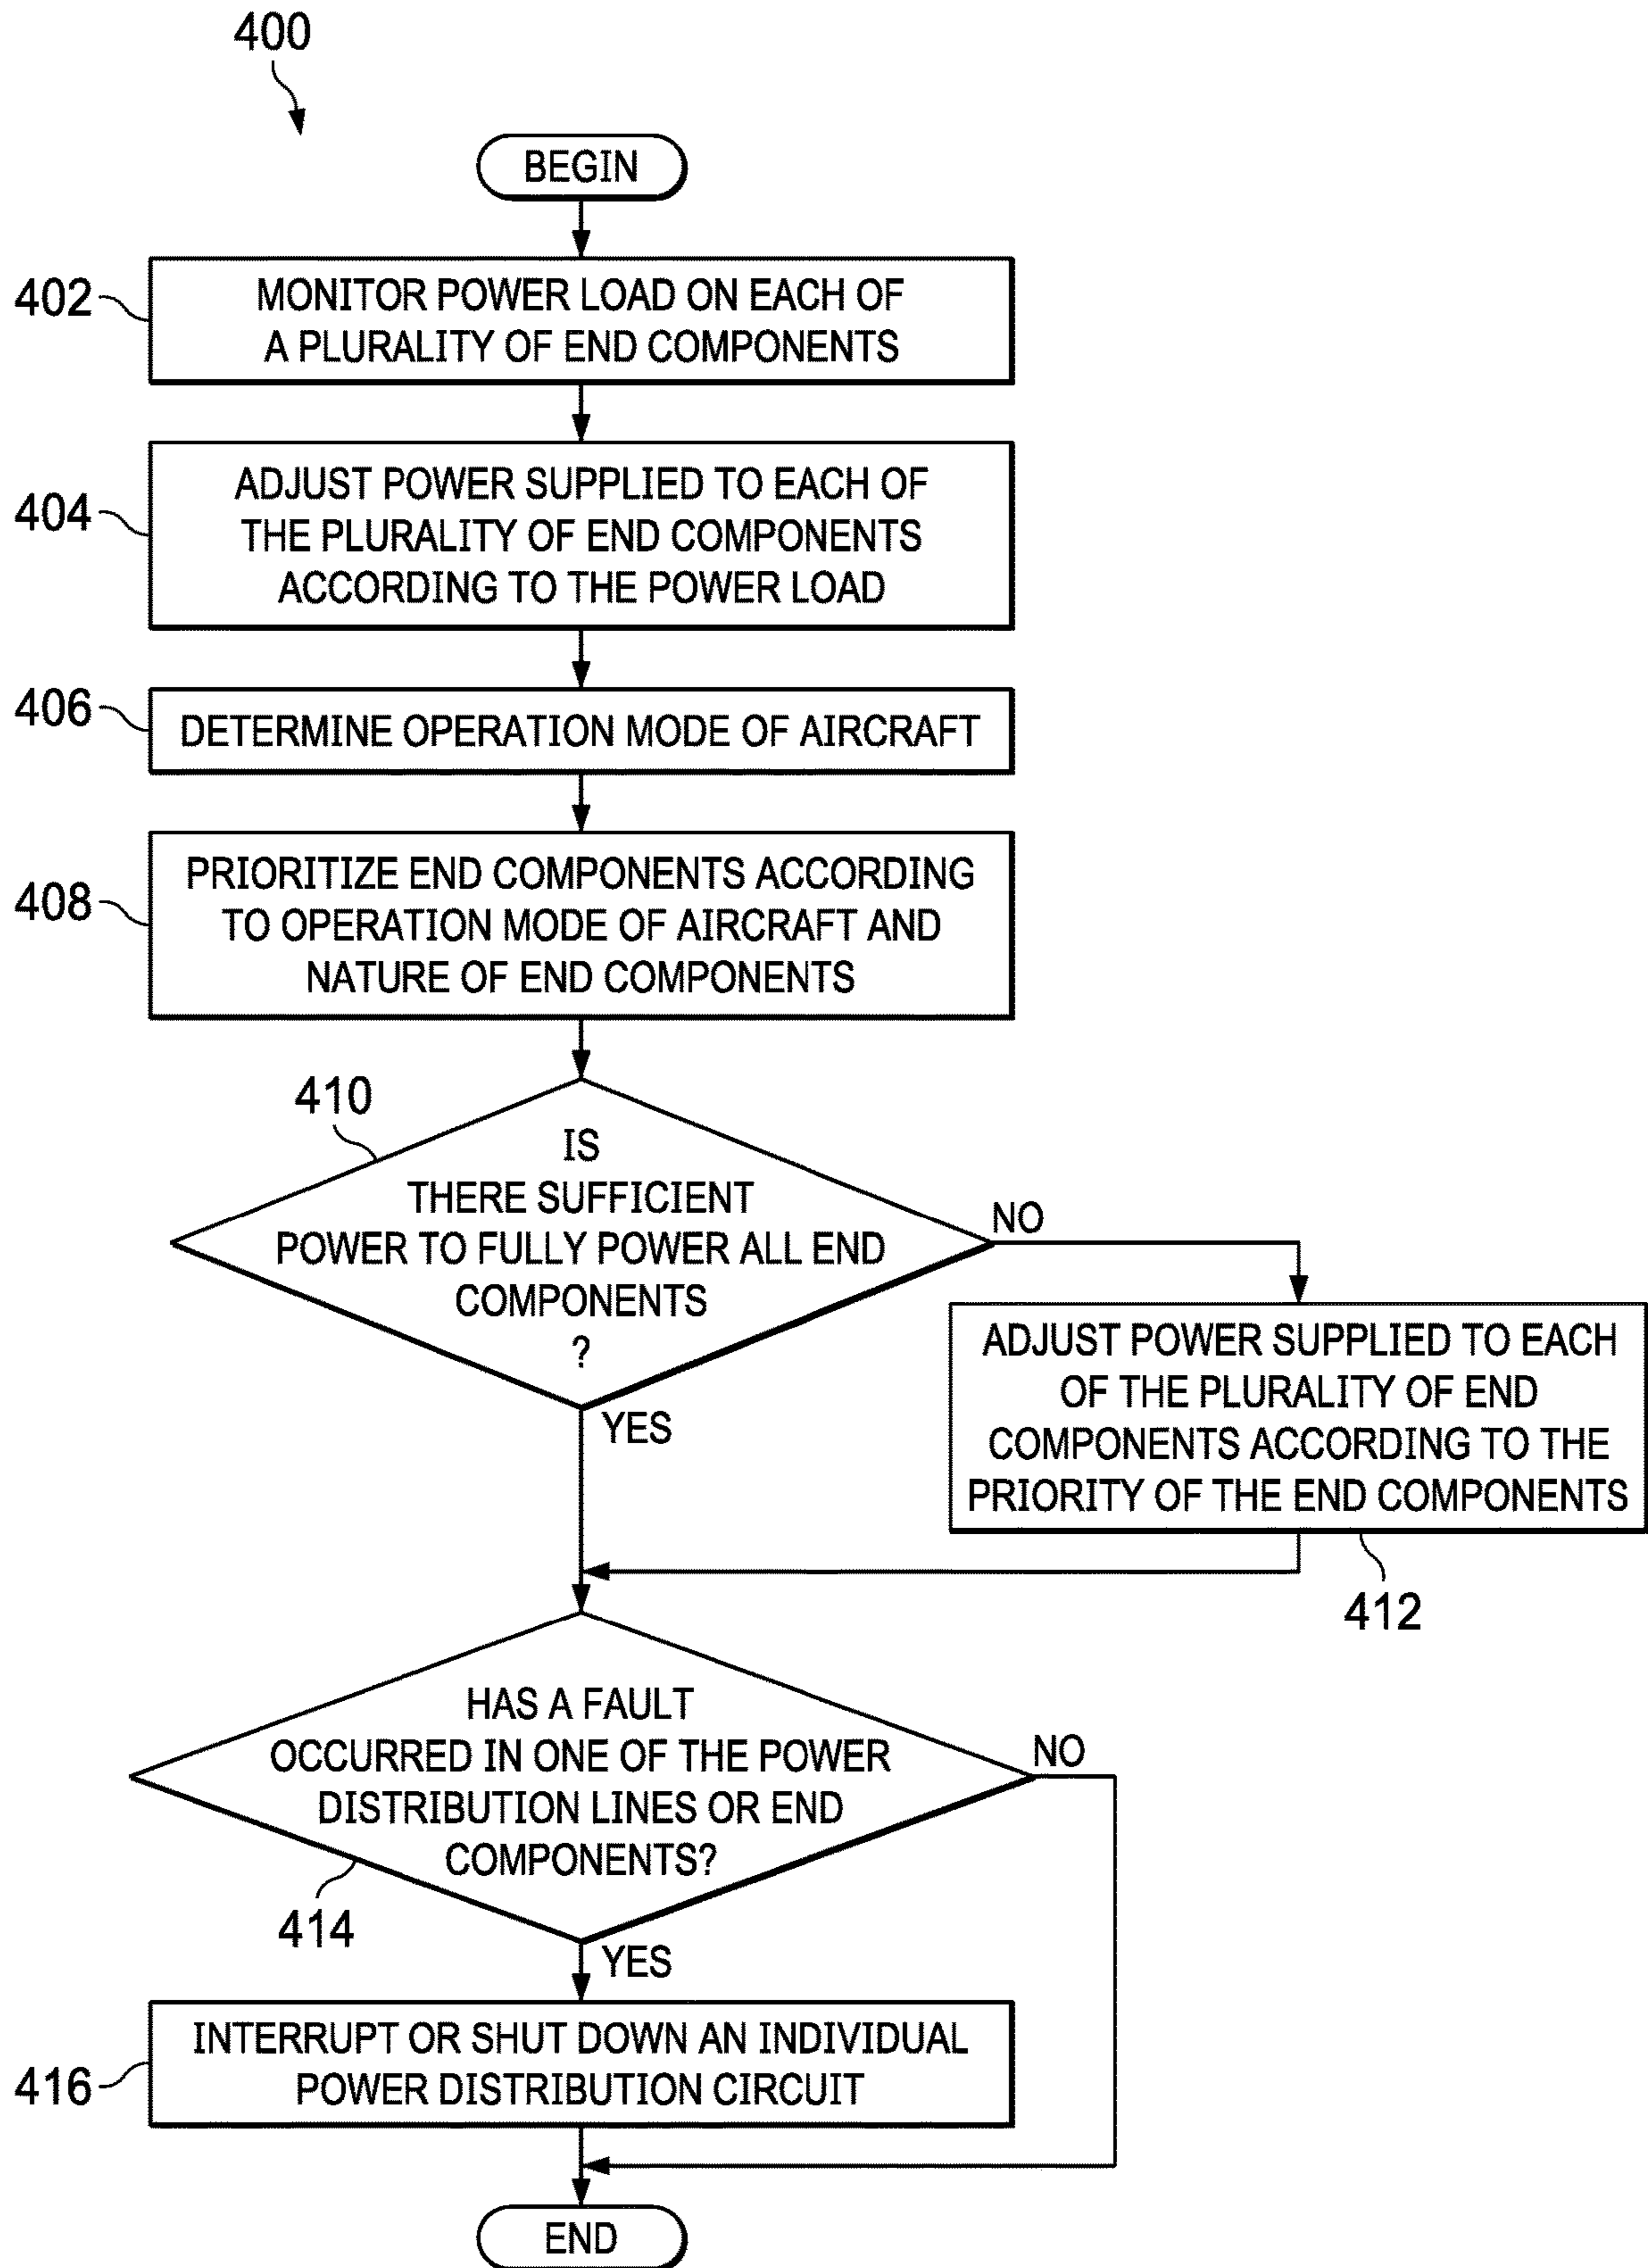 400
BEGIN
402
MONITOR POWER LOAD ON EACH OF
A PLURALITY OF END COMPONENTS
404
ADJUST POWER SUPPLIED TO EACH OF
THE PLURALITY OF END COMPONENTS
ACCORDING TO THE POWER LOAD
406
DETERMINE OPERATION MODE OF AIRCRAFT
408
PRIORITIZE END COMPONENTS ACCORDING
TO OPERATION MODE OF AIRCRAFT AND
NATURE OF END COMPONENTS
410
IS
THERE SUFFICIENT
POWER TO FULLY POWER ALL END
COMPONENTS
?
NO
YES
ADJUST POWER SUPPLIED TO EACH
OF THE PLURALITY OF END
COMPONENTS ACCORDING TO THE
PRIORITY OF THE END COMPONENTS
412
HAS A FAULT
OCCURRED IN ONE OF THE POWER
DISTRIBUTION LINES OR END
COMPONENTS?
NO
414
YES
416
INTERRUPT OR SHUT DOWN AN INDIVIDUAL
POWER DISTRIBUTION CIRCUIT
END